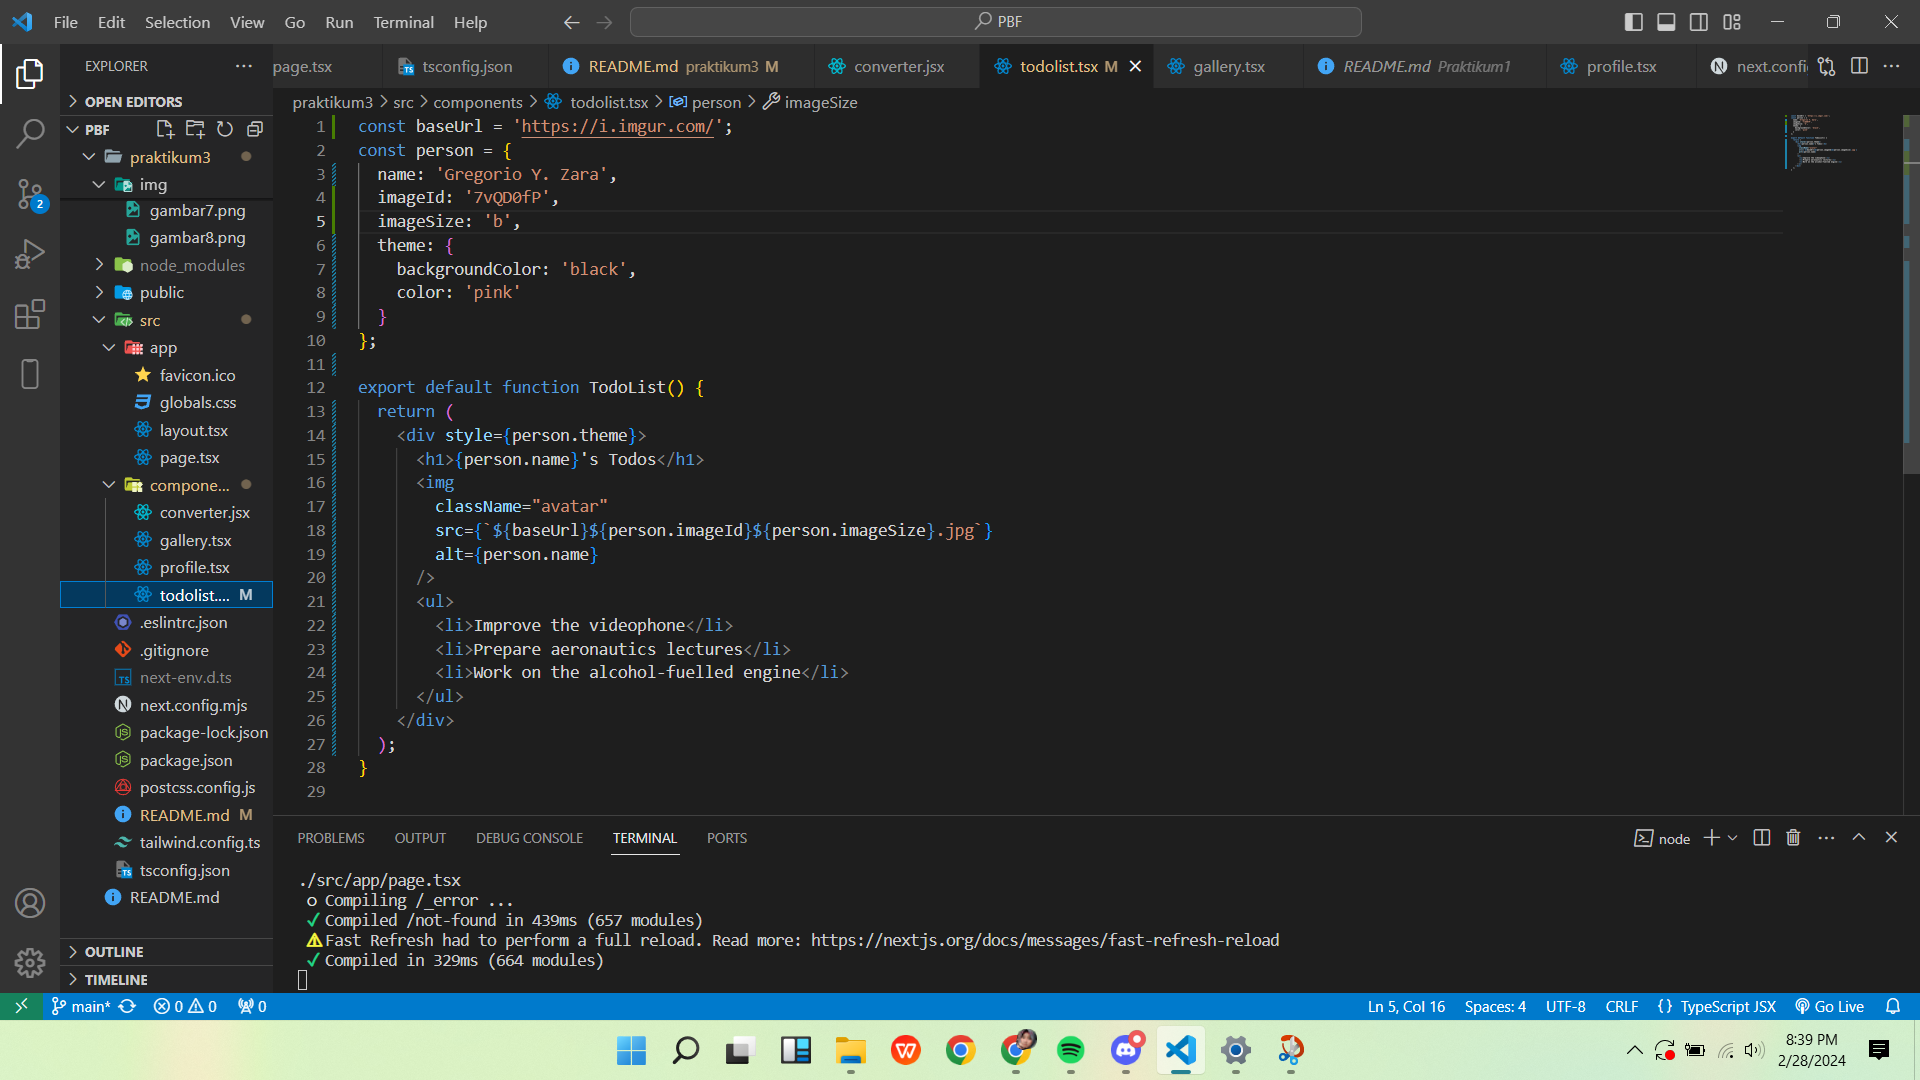 File Edit Selection View Go Run Terminal Help
PBF
EXPLORER
page.tsx
tsconfig.json
README.md praktikum3 M
converter.jsx
todolist.tsx M
gallery.tsx
README.md Praktikum1
profile.tsx
next.confi
OPEN EDITORS
PBF
praktikum3
img
gambar7.png
gambar8.png
node_modules
public
src
app
favicon.ico
globals.css
layout.tsx
page.tsx
compone...
converter.jsx
gallery.tsx
profile.tsx
todolist.... M
.eslintrc.json
.gitignore
next-env.d.ts
next.config.mjs
package-lock.json
package.json
postcss.config.js
README.md M
tailwind.config.ts
tsconfig.json
README.md
OUTLINE
TIMELINE
2
praktikum3 > src > components > todolist.tsx > person > imageSize
1 const baseUrl = 'https://i.imgur.com/';
2 const person = {
3 name: 'Gregorio Y. Zara',
4 imageId: '7vQD0fP',
5 imageSize: 'b',
6 theme: {
7 backgroundColor: 'black',
8 color: 'pink'
9 }
10 };
11
12 export default function TodoList() {
13 return (
14 <div style={person.theme}>
15 <h1>{person.name}'s Todos</h1>
16 <img
17 className="avatar"
18 src={`${baseUrl}${person.imageId}${person.imageSize}.jpg`}
19 alt={person.name}
20 />
21 <ul>
22 <li>Improve the videophone</li>
23 <li>Prepare aeronautics lectures</li>
24 <li>Work on the alcohol-fuelled engine</li>
25 </ul>
26 </div>
27 );
28 }
29
PROBLEMS OUTPUT DEBUG CONSOLE TERMINAL PORTS
node
./src/app/page.tsx
○ Compiling /_error ...
✓ Compiled /not-found in 439ms (657 modules)
⚠ Fast Refresh had to perform a full reload. Read more: https://nextjs.org/docs/messages/fast-refresh-reload
✓ Compiled in 329ms (664 modules)
main* 0 0 0
Ln 5, Col 16 Spaces: 4 UTF-8 CRLF {} TypeScript JSX Go Live
8:39 PM
2/28/2024